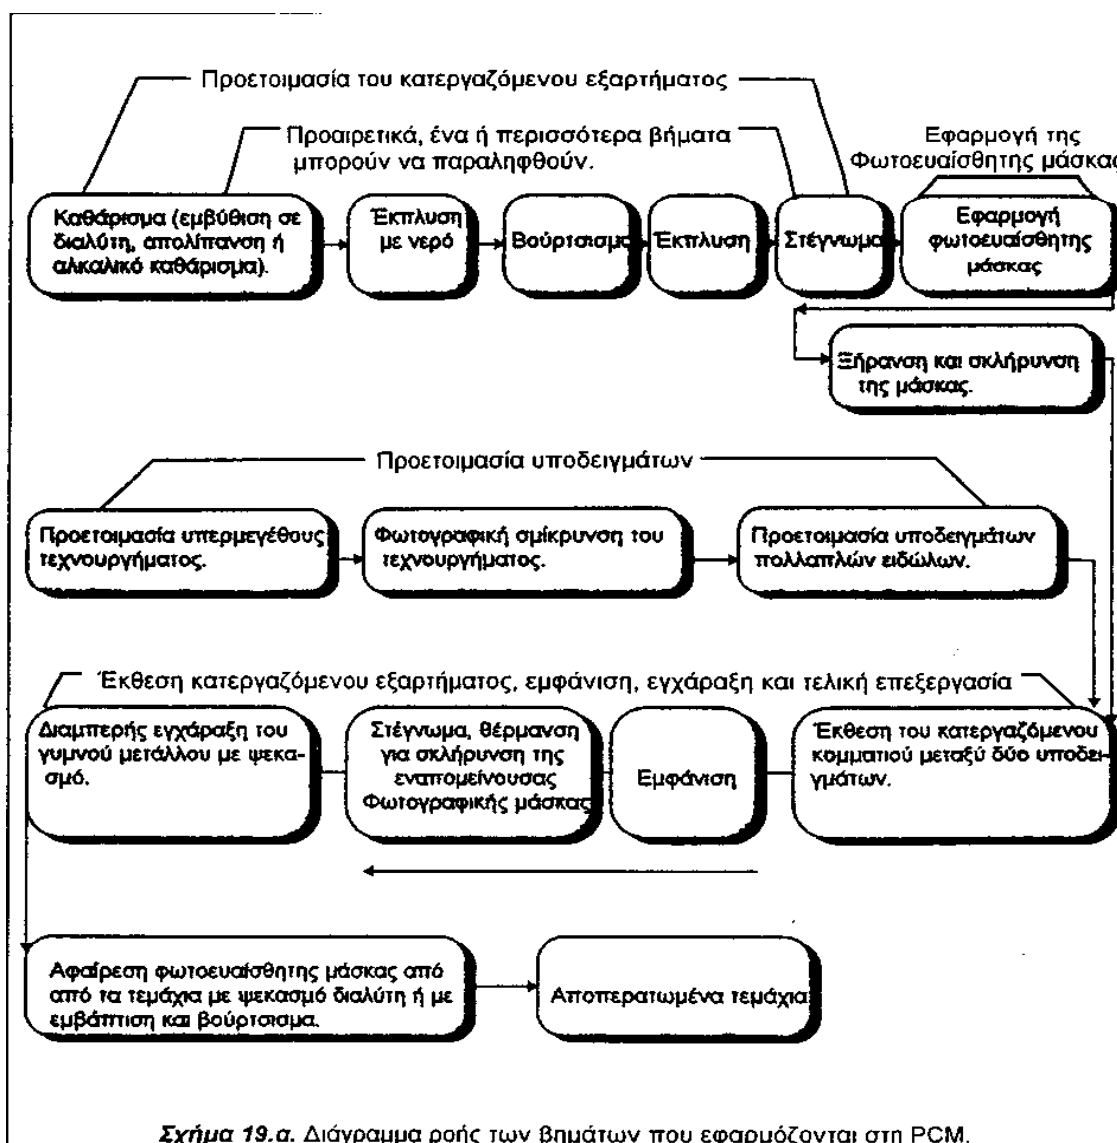 Προετοιμασία του κατεργαζόμενου εξαρτήματος
Προαιρετικά, ένα ή περισσότερα βήματα
μπορούν να παραληφθούν.
Εφαρμογή της
Φωτοευαίσθητης μάσκας
Καθάρισμα (εμβύθιση σε
διαλύτη, απολίπανση ή
αλκαλικό καθάρισμα).
Έκπλυση
με νερό
Βούρτσισμα
Έκπλυση
Στέγνωμα
Εφαρμογή
φωτοευαίσθητης
μάσκας
Ξήρανση και σκλήρυνση
της μάσκας.
Προετοιμασία υποδειγμάτων
Προετοιμασία υπερμεγέθους
τεχνουργήματος.
Φωτογραφική σμίκρυνση του
τεχνουργήματος.
Προετοιμασία υποδειγμάτων
πολλαπλών ειδώλων.
Έκθεση κατεργαζόμενου εξαρτήματος, εμφάνιση, εγχάραξη και τελική επεξεργασία
Διαμπερής εγχάραξη του
γυμνού μετάλλου με ψεκα-
σμό.
Στέγνωμα, θέρμανση
για σκλήρυνση της
εναπομείνουσας
Φωτογραφικής μάσκας
Εμφάνιση
Έκθεση του κατεργαζόμενου
κομματιού μεταξύ δύο υποδει-
γμάτων.
Αφαίρεση φωτοευαίσθητης μάσκας από
από τα τεμάχια με ψεκασμό διαλύτη ή με
εμβάπτιση και βούρτσισμα.
Αποπερατωμένα τεμάχια
Σχήμα 19.α. Διάγραμμα ροής των βημάτων που εφαρμόζονται στη PCM.